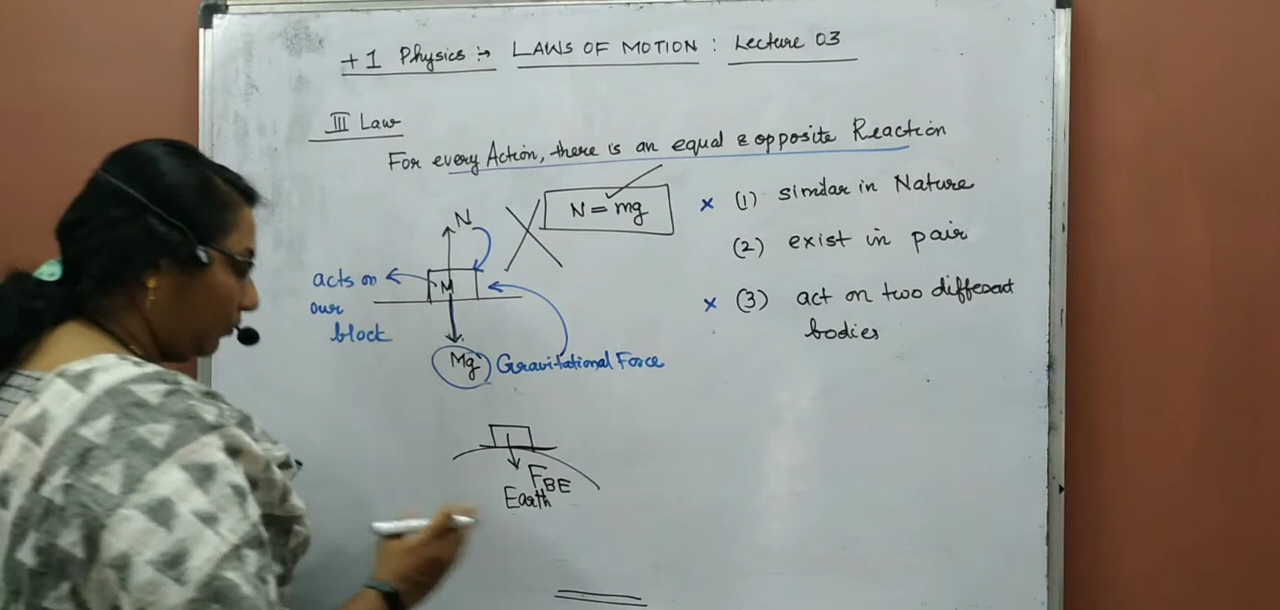 +1 Physics :→ LAWS OF MOTION : Lecture 03
III Law
For every Action, there is an equal & opposite Reaction
N = mg
× (1) similar in Nature
N
(2) exist in pair
acts on
our
block
M
× (3) act on two different
bodies
Mg
Gravitational Force
FBE
Earth